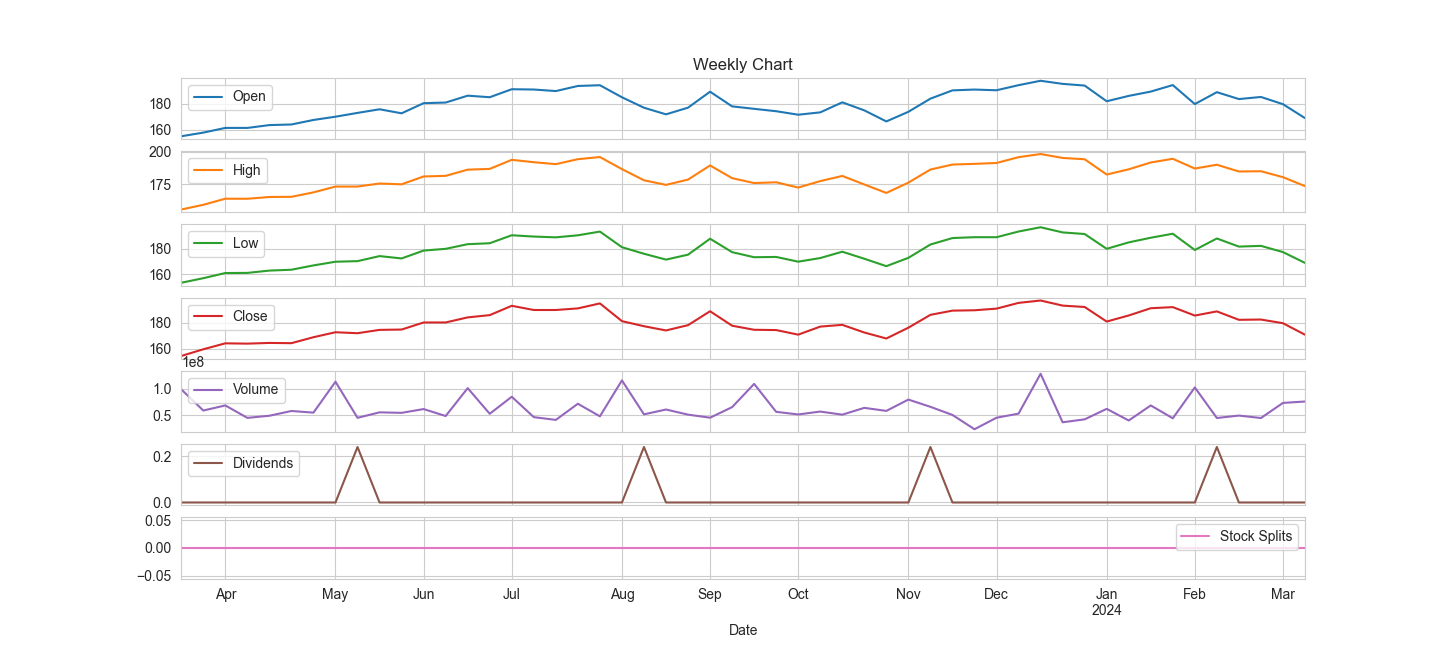 Weekly Chart
Open
180
160
200
High
175
Low
180
160
Close
180
160
1e8
Volume
1.0
0.5
Dividends
0.2
0.0
0.05
Stock Splits
0.00
−0.05
Apr May Jun Jul Aug Sep Oct Nov Dec Jan Feb Mar
2024
Date